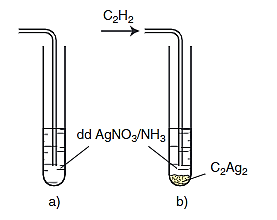 C₂H₂
dd AgNO₃/NH₃
C₂Ag₂
a)
b)